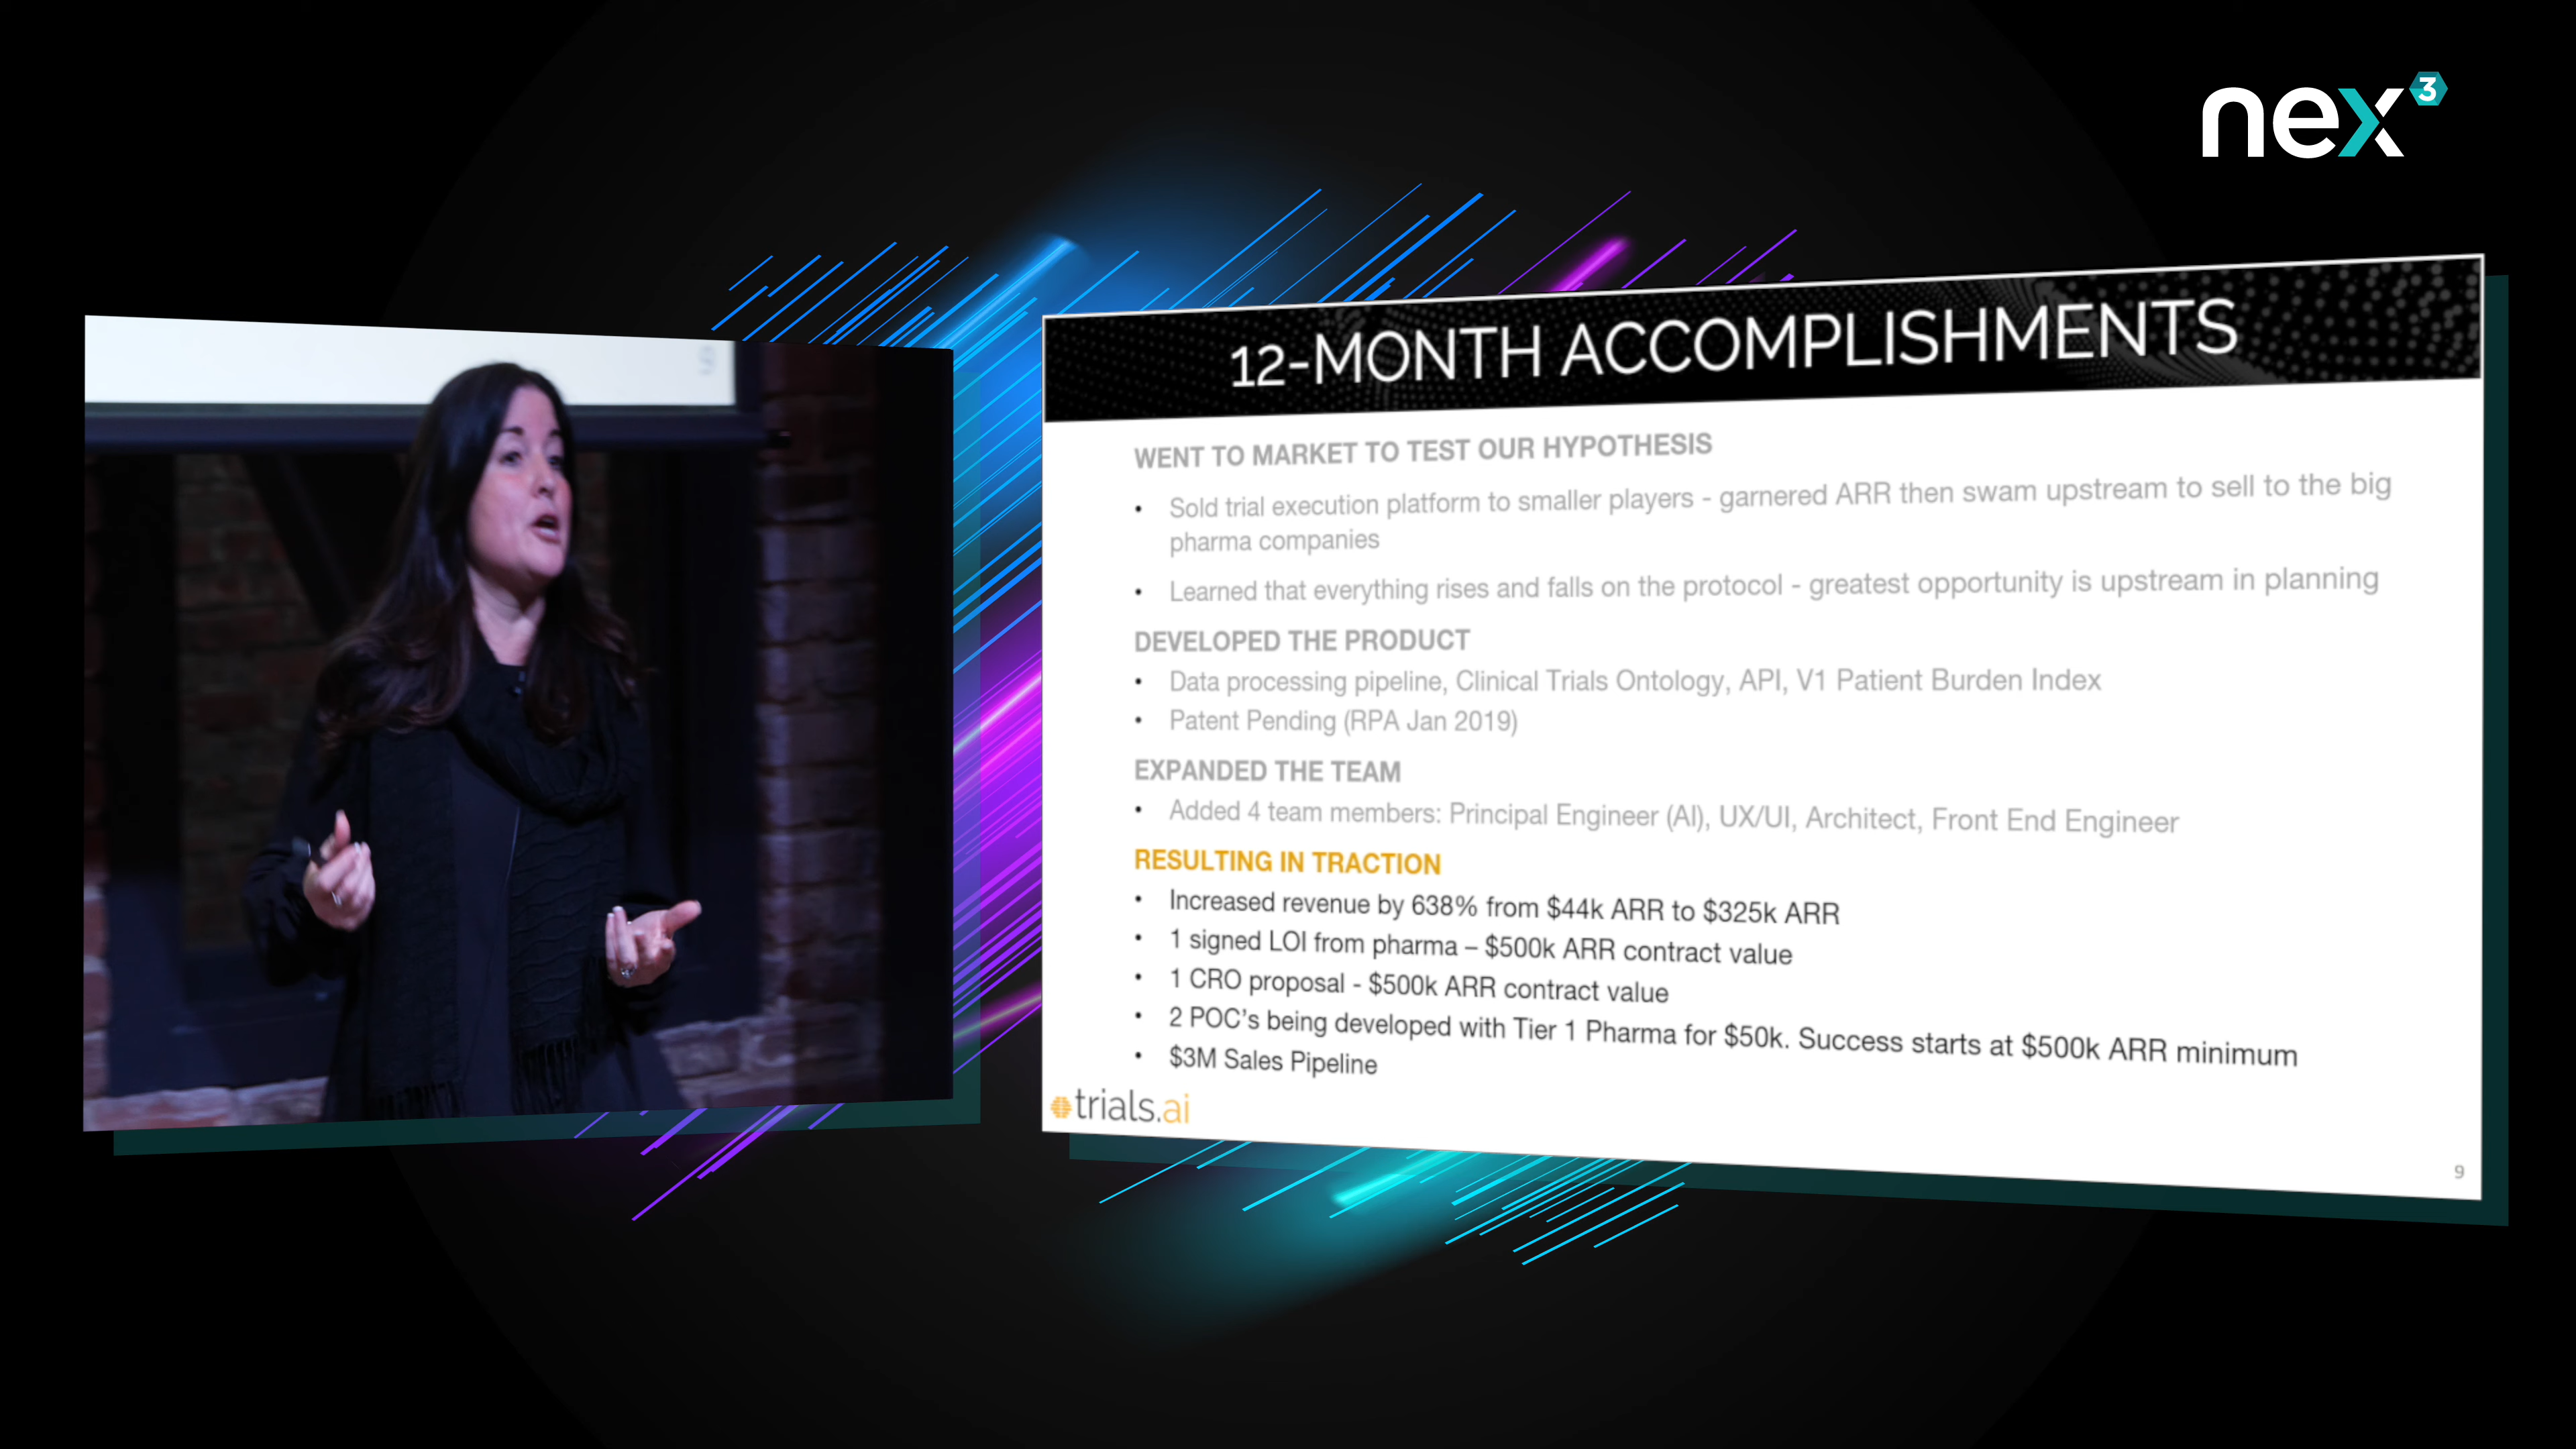 nex³
12-MONTH ACCOMPLISHMENTS
WENT TO MARKET TO TEST OUR HYPOTHESIS
• Sold trial execution platform to smaller players - garnered ARR then swam upstream to sell to the big
pharma companies
• Learned that everything rises and falls on the protocol - greatest opportunity is upstream in planning
DEVELOPED THE PRODUCT
• Data processing pipeline, Clinical Trials Ontology, API, V1 Patient Burden Index
• Patent Pending (RPA Jan 2019)
EXPANDED THE TEAM
• Added 4 team members: Principal Engineer (AI), UX/UI, Architect, Front End Engineer
RESULTING IN TRACTION
• Increased revenue by 638% from $44k ARR to $325k ARR
• 1 signed LOI from pharma – $500k ARR contract value
• 1 CRO proposal - $500k ARR contract value
• 2 POC’s being developed with Tier 1 Pharma for $50k. Success starts at $500k ARR minimum
• $3M Sales Pipeline
trials.ai
9